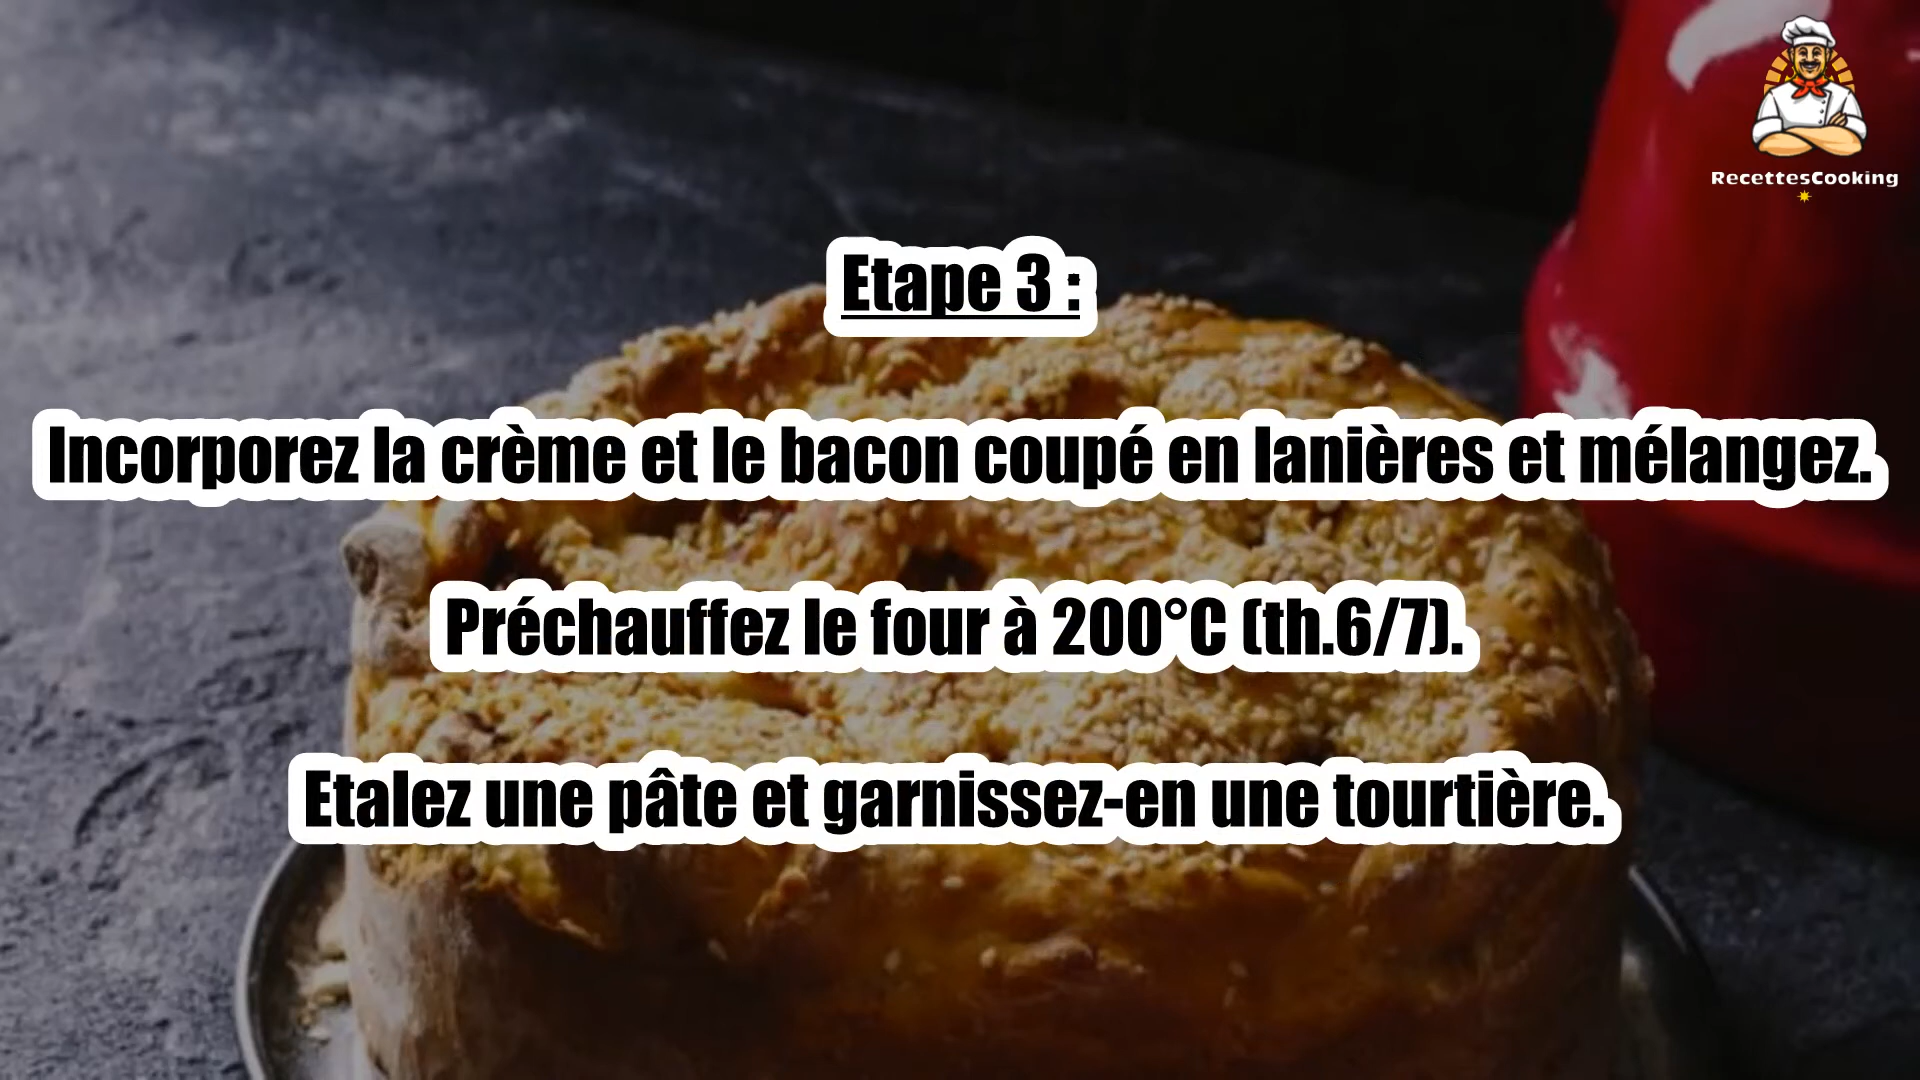 RecettesCooking
Etape 3 :
Incorporez la crème et le bacon coupé en lanières et mélangez.
Préchauffez le four à 200°C (th.6/7).
Etalez une pâte et garnissez-en une tourtière.